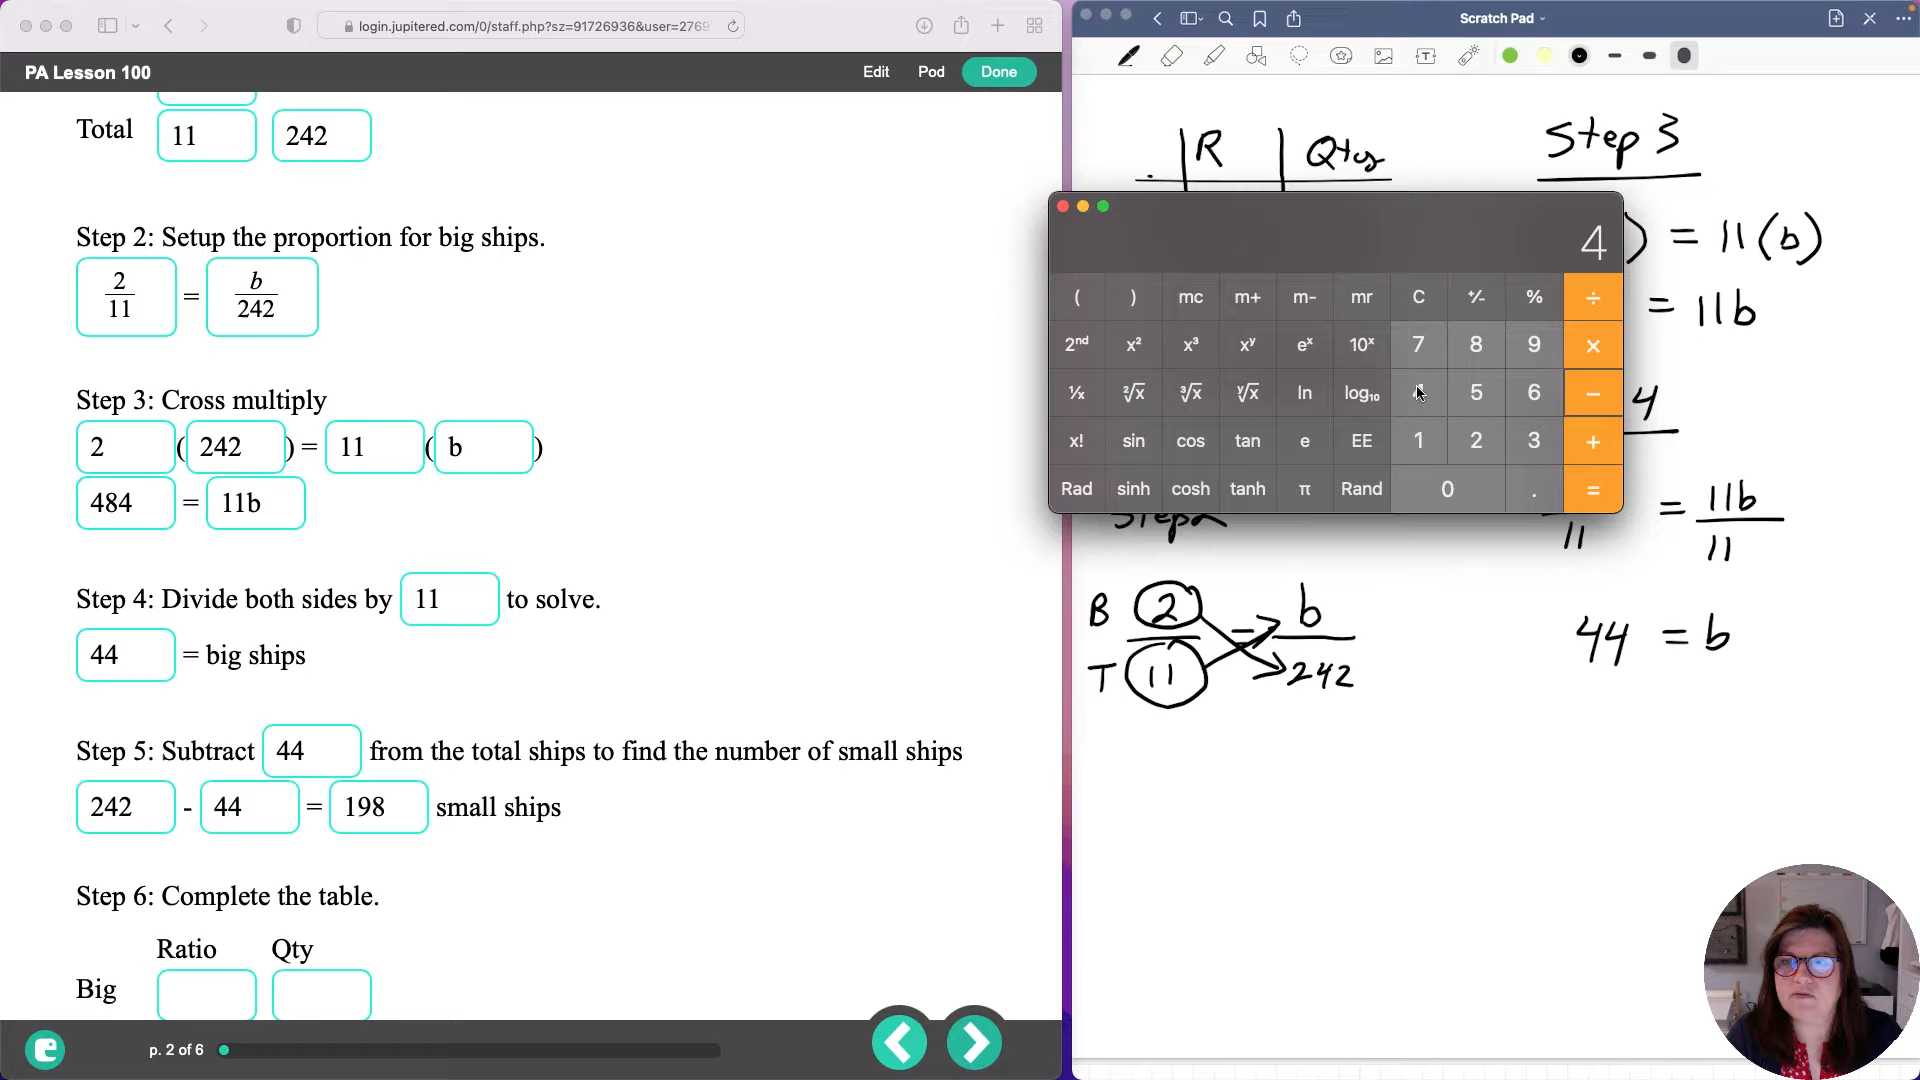 login.jupitered.com/0/staff.php?sz=91726936&user=2769
PA Lesson 100
Edit Pod Done
Total 11 242
Step 2: Setup the proportion for big ships.
2/11 = b/242
Step 3: Cross multiply
2 (242) = 11 (b)
484 = 11b
Step 4: Divide both sides by 11 to solve.
44 = big ships
Step 5: Subtract 44 from the total ships to find the number of small ships
242 - 44 = 198 small ships
Step 6: Complete the table.
Ratio Qty
Big
p. 2 of 6
Scratch Pad
R Qty
Step 3
) = 11(b)
= 11b
4
= 11b
11 11
44 = b
Step 2
B 2 = b
T 11 242
4
( ) mc m+ m- mr C +/- % ÷
2nd x² x³ xʸ eˣ 10ˣ 7 8 9 ×
¹/x ²√x ³√x ʸ√x ln log₁₀ 4 5 6 −
x! sin cos tan e EE 1 2 3 +
Rad sinh cosh tanh π Rand 0 . =